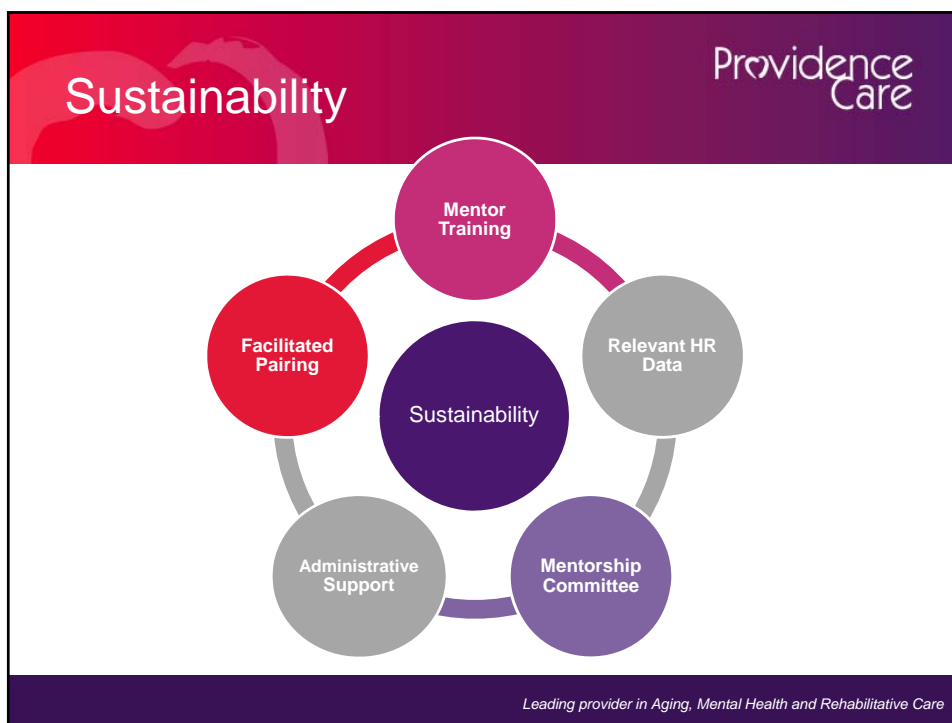 Sustainability
Providence
Care
Mentor
Training
Facilitated
Pairing
Relevant HR
Data
Sustainability
Administrative
Support
Mentorship
Committee
Leading provider in Aging, Mental Health and Rehabilitative Care